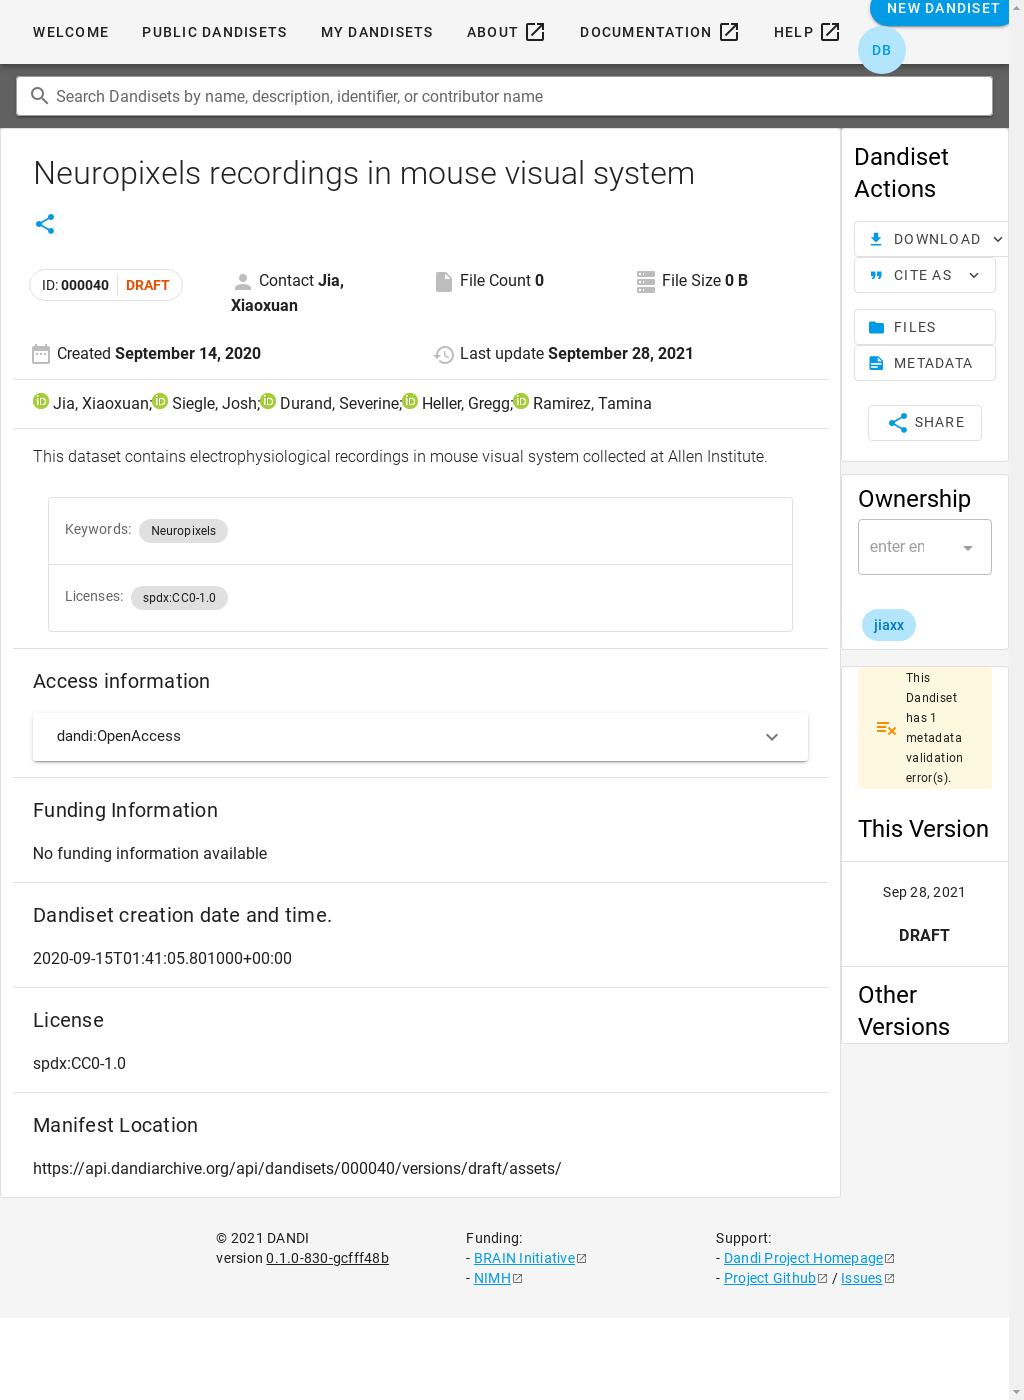 WELCOME PUBLIC DANDISETS MY DANDISETS ABOUT DOCUMENTATION HELP NEW DANDISET
DB
Search Dandisets by name, description, identifier, or contributor name
Neuropixels recordings in mouse visual system
ID: 000040 DRAFT
Contact Jia, Xiaoxuan
File Count 0
File Size 0 B
Created September 14, 2020
Last update September 28, 2021
iD Jia, Xiaoxuan; iD Siegle, Josh; iD Durand, Severine; iD Heller, Gregg; iD Ramirez, Tamina
This dataset contains electrophysiological recordings in mouse visual system collected at Allen Institute.
Keywords: Neuropixels
Licenses: spdx:CC0-1.0
Access information
dandi:OpenAccess
Funding Information
No funding information available
Dandiset creation date and time.
2020-09-15T01:41:05.801000+00:00
License
spdx:CC0-1.0
Manifest Location
https://api.dandiarchive.org/api/dandisets/000040/versions/draft/assets/
Dandiset
Actions
DOWNLOAD
CITE AS
FILES
METADATA
SHARE
Ownership
enter en
jiaxx
This
Dandiset
has 1
metadata
validation
error(s).
This Version
Sep 28, 2021
DRAFT
Other
Versions
© 2021 DANDI
version 0.1.0-830-gcfff48b
Funding:
- BRAIN Initiative
- NIMH
Support:
- Dandi Project Homepage
- Project Github / Issues